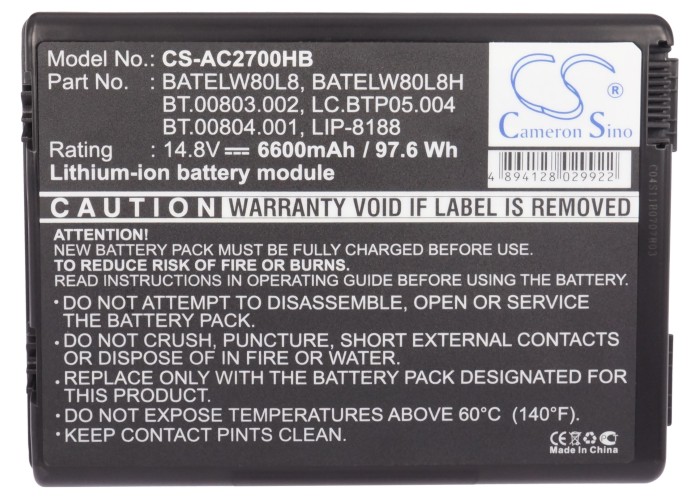 Model No.: CS-AC2700HB
Part No. : BATELW80L8, BATELW80L8H
BT.00803.002, LC.BTP05.004
BT.00804.001, LIP-8188
Rating : 14.8V 6600mAh / 97.6 Wh
Lithium-ion battery module
CS ®
Cameron Sino
4 894128 029922
CAUTION WARRANTY VOID IF LABEL IS REMOVED
ATTENTION!
NEW BATTERY PACK MUST BE FULLY CHARGED BEFORE USE.
TO REDUCE RISK OF FIRE OR BURNS.
READ INSTRUCTIONS IN OPERATING GUIDE BEFORE USING BATTERY.
•DO NOT ATTEMPT TO DISASSEMBLE, OPEN OR SERVICE
THE BATTERY PACK.
•DO NOT CRUSH, PUNCTURE, SHORT EXTERNAL CONTACTS
OR DISPOSE OF IN FIRE OR WATER.
•REPLACE ONLY WITH THE BATTERY PACK DESIGNATED FOR
THIS PRODUCT.
•DO NOT EXPOSE TEMPERATURES ABOVE 60°C (140°F).
•KEEP CONTACT PINTS CLEAN.
CE
Made in China